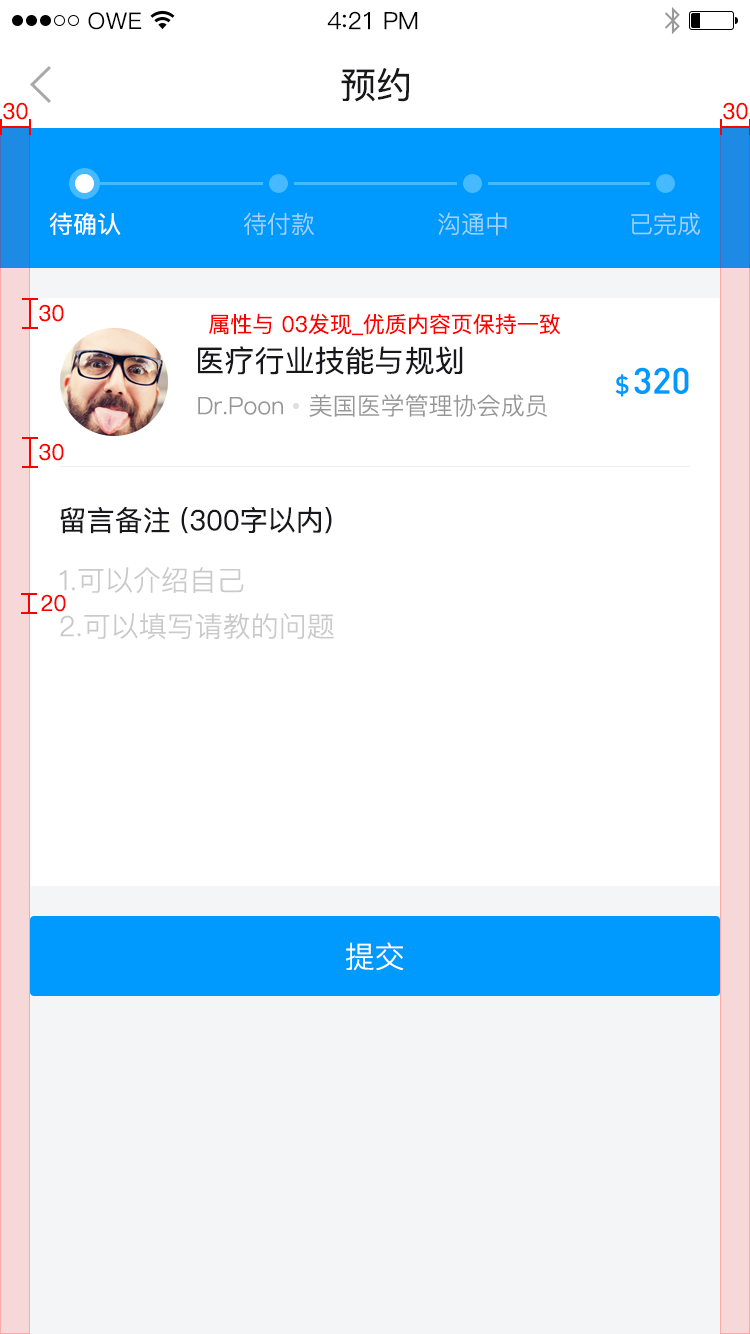 OWE 4:21 PM
预约
30 30
待确认 待付款 沟通中 已完成
30
属性与 03发现_优质内容页保持一致
医疗行业技能与规划
$320
Dr.Poon • 美国医学管理协会成员
30
留言备注 (300字以内)
1.可以介绍自己
20
2.可以填写请教的问题
提交